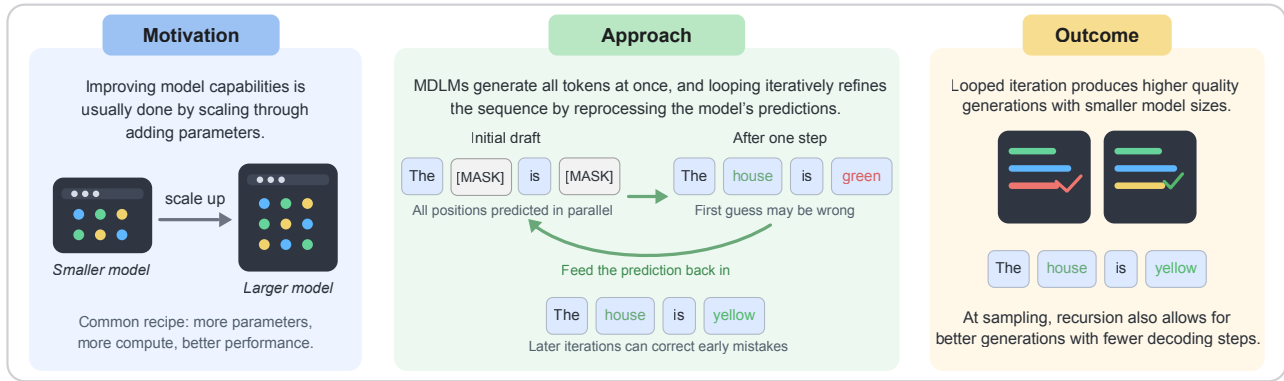 Motivation
Improving model capabilities is
usually done by scaling through
adding parameters.
scale up
Smaller model
Larger model
Common recipe: more parameters,
more compute, better performance.
Approach
MDLMs generate all tokens at once, and looping iteratively refines
the sequence by reprocessing the model's predictions.
Initial draft
The [MASK] is [MASK]
All positions predicted in parallel
After one step
The house is green
First guess may be wrong
Feed the prediction back in
The house is yellow
Later iterations can correct early mistakes
Outcome
Looped iteration produces higher quality
generations with smaller model sizes.
The house is yellow
At sampling, recursion also allows for
better generations with fewer decoding steps.